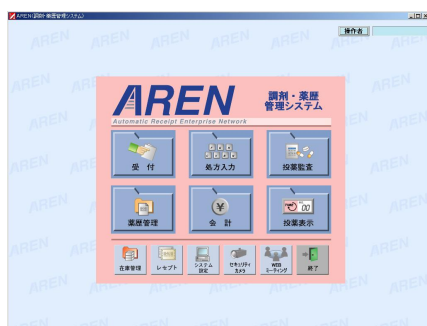 AREN(調剤・薬歴管理システム)
操作者
AREN
調剤・薬歴
管理システム
Automatic Receipt Enterprise Network
受 付
処方入力
投薬監査
薬歴管理
会 計
投薬表示
在庫管理
レセプト
システム
設定
セキュリティ
カメラ
WEB
ミーティング
終了